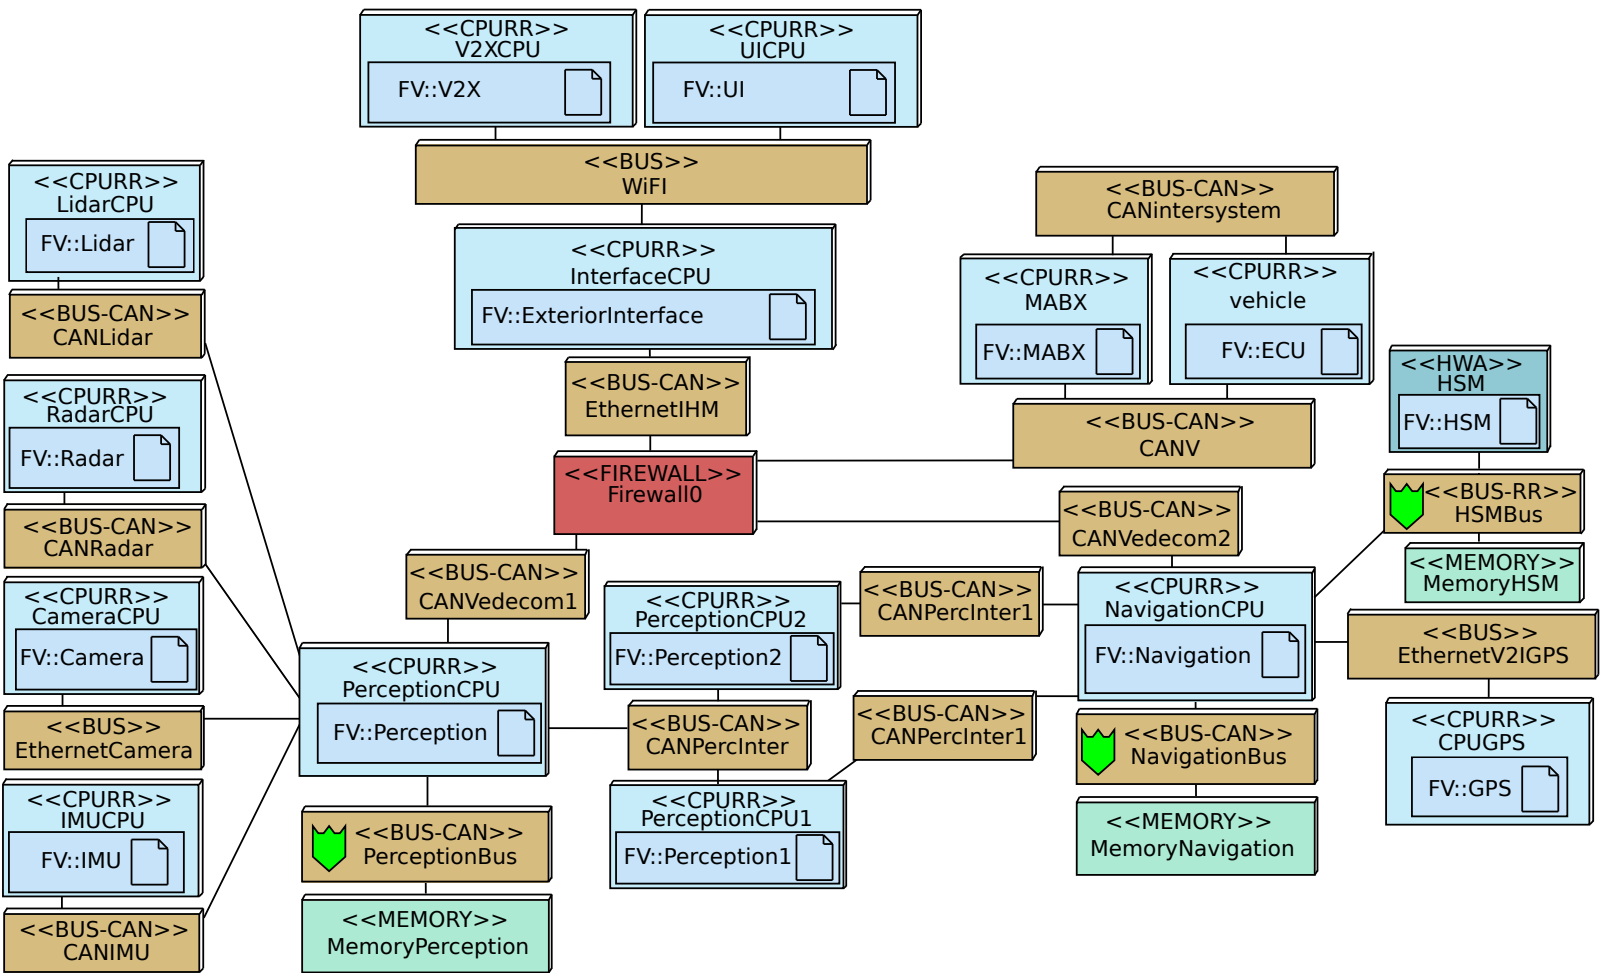 <<CPURR>>
V2XCPU
FV::V2X
<<CPURR>>
UICPU
FV::UI
<<BUS>>
WiFI
<<CPURR>>
InterfaceCPU
FV::ExteriorInterface
<<BUS-CAN>>
EthernetIHM
<<FIREWALL>>
Firewall0
<<BUS-CAN>>
CANintersystem
<<CPURR>>
MABX
FV::MABX
<<CPURR>>
vehicle
FV::ECU
<<BUS-CAN>>
CANV
<<HWA>>
HSM
FV::HSM
<<BUS-RR>>
HSMBus
<<MEMORY>>
MemoryHSM
<<CPURR>>
LidarCPU
FV::Lidar
<<BUS-CAN>>
CANLidar
<<CPURR>>
RadarCPU
FV::Radar
<<BUS-CAN>>
CANRadar
<<CPURR>>
CameraCPU
FV::Camera
<<BUS>>
EthernetCamera
<<CPURR>>
IMUCPU
FV::IMU
<<BUS-CAN>>
CANIMU
<<BUS-CAN>>
CANVedecom1
<<CPURR>>
PerceptionCPU
FV::Perception
<<BUS-CAN>>
PerceptionBus
<<MEMORY>>
MemoryPerception
<<CPURR>>
PerceptionCPU2
FV::Perception2
<<BUS-CAN>>
CANPercInter
<<CPURR>>
PerceptionCPU1
FV::Perception1
<<BUS-CAN>>
CANPercInter1
<<BUS-CAN>>
CANPercInter1
<<BUS-CAN>>
CANVedecom2
<<CPURR>>
NavigationCPU
FV::Navigation
<<BUS-CAN>>
NavigationBus
<<MEMORY>>
MemoryNavigation
<<BUS>>
EthernetV2IGPS
<<CPURR>>
CPUGPS
FV::GPS